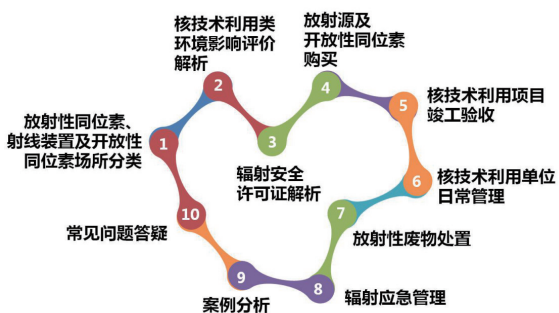 1
放射性同位素、
射线装置及开放性
同位素场所分类
2
核技术利用类
环境影响评价
解析
3
辐射安全
许可证解析
4
放射源及
开放性同位素
购买
5
核技术利用项目
竣工验收
6
核技术利用单位
日常管理
7
放射性废物处置
8
辐射应急管理
9
案例分析
10
常见问题答疑